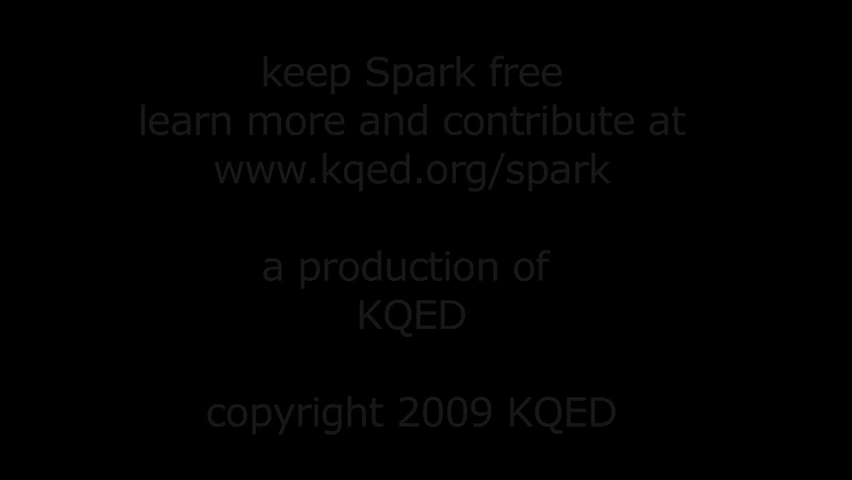 keep Spark free
learn more and contribute at
www.kqed.org/spark
a production of
KQED
copyright 2009 KQED